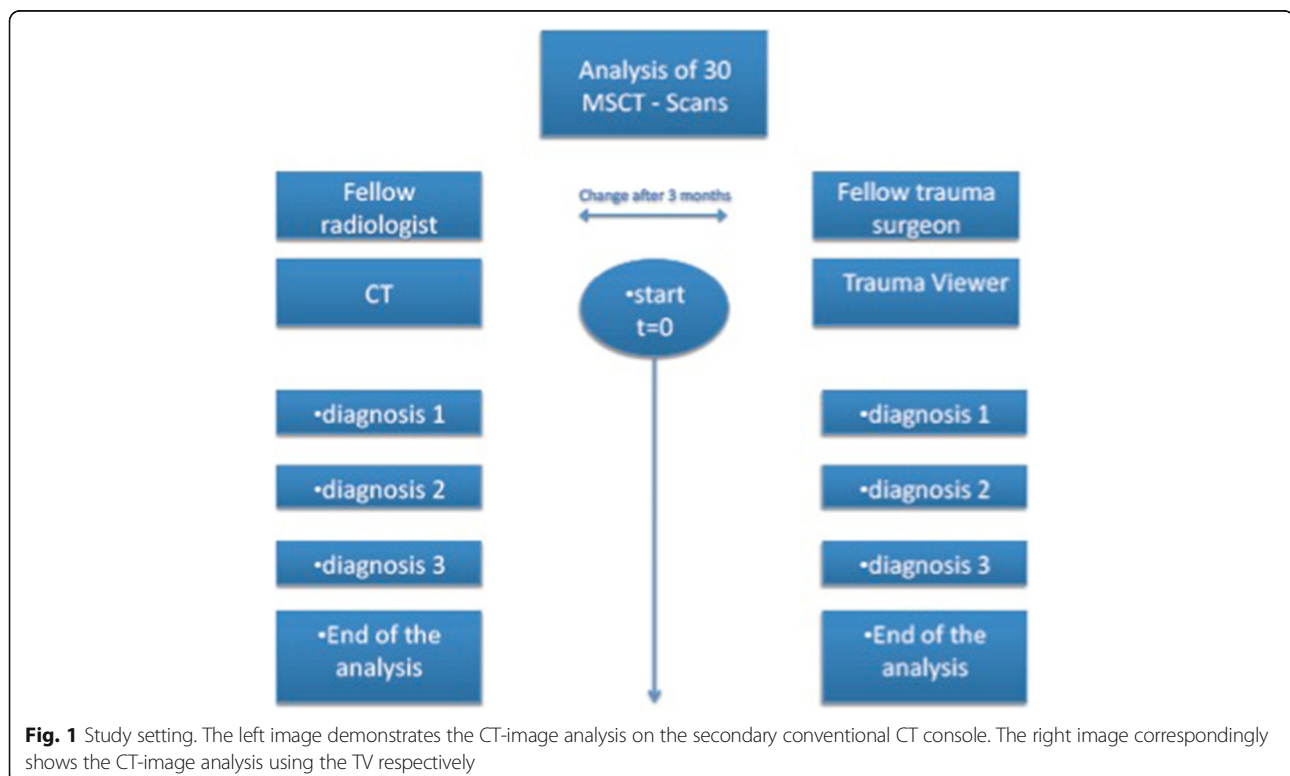 Analysis of 30
MSCT - Scans
Fellow
radiologist
Change after 3 months
Fellow trauma
surgeon
CT
•start
t=0
Trauma Viewer
•diagnosis 1
•diagnosis 1
•diagnosis 2
•diagnosis 2
•diagnosis 3
•diagnosis 3
•End of the
analysis
•End of the
analysis
Fig. 1 Study setting. The left image demonstrates the CT-image analysis on the secondary conventional CT console. The right image correspondingly
shows the CT-image analysis using the TV respectively